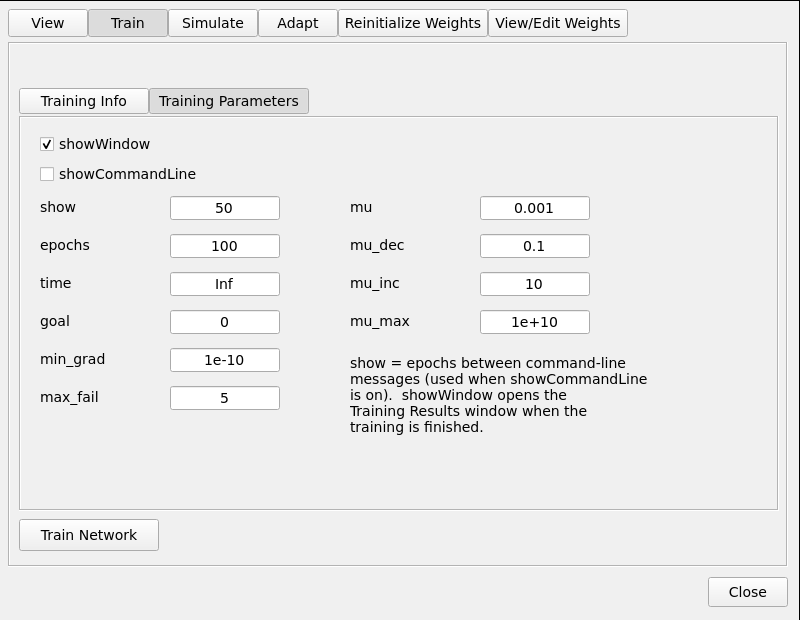 View Train Simulate Adapt Reinitialize Weights View/Edit Weights
Training Info Training Parameters
showWindow
showCommandLine
show 50 mu 0.001
epochs 100 mu_dec 0.1
time Inf mu_inc 10
goal 0 mu_max 1e+10
min_grad 1e-10
max_fail 5
show = epochs between command-line
messages (used when showCommandLine
is on).  showWindow opens the
Training Results window when the
training is finished.
Train Network
Close